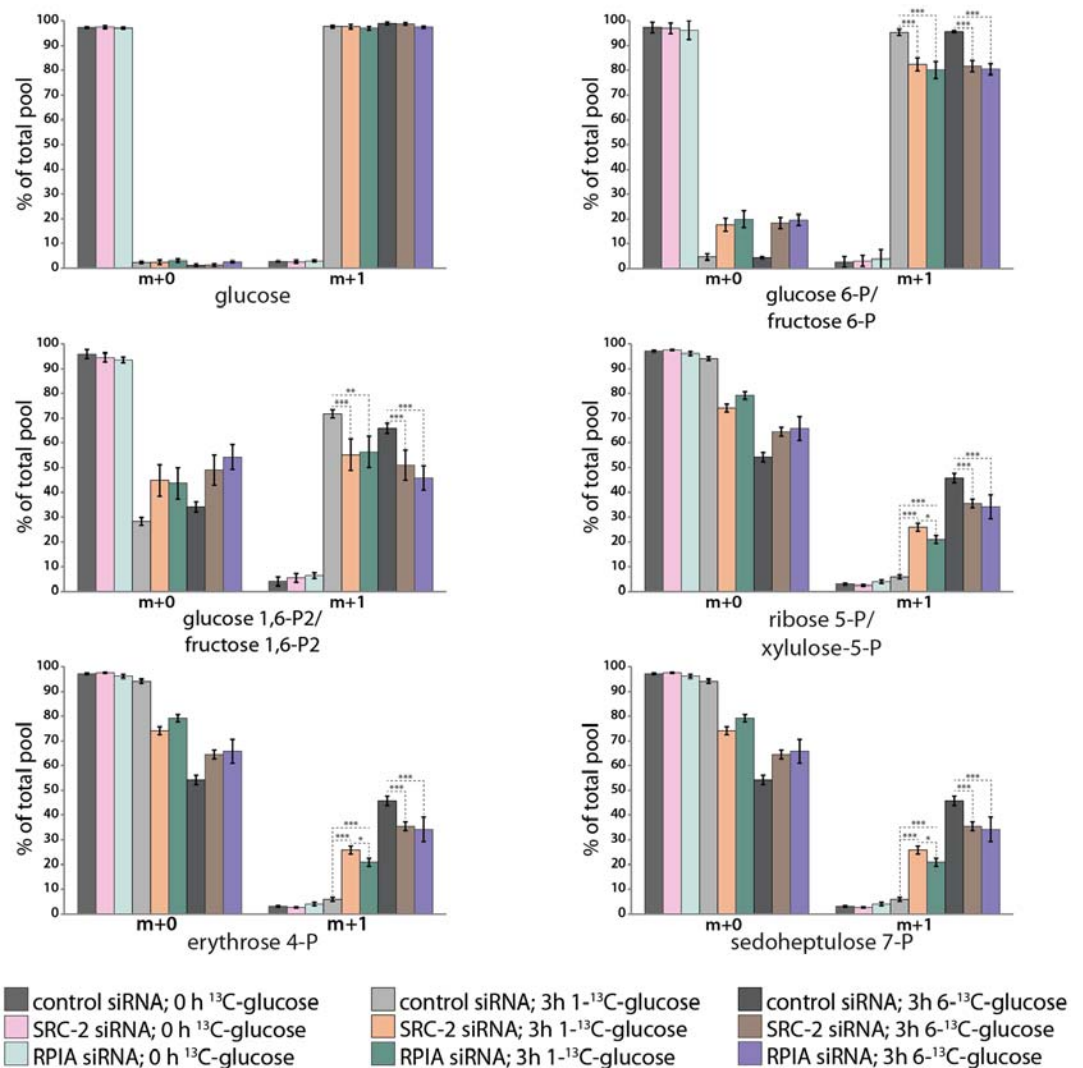 % of total pool
100
90
80
70
60
50
40
30
20
10
0
m+0 m+1
glucose
% of total pool
100
90
80
70
60
50
40
30
20
10
0
*** ***
*** ***
m+0 m+1
glucose 6-P/
fructose 6-P
% of total pool
100
90
80
70
60
50
40
30
20
10
0
** ***
*** ***
m+0 m+1
glucose 1,6-P2/
fructose 1,6-P2
% of total pool
100
90
80
70
60
50
40
30
20
10
0
***
***
***
*** *
m+0 m+1
ribose 5-P/
xylulose-5-P
% of total pool
100
90
80
70
60
50
40
30
20
10
0
***
***
***
*** *
m+0 m+1
erythrose 4-P
% of total pool
100
90
80
70
60
50
40
30
20
10
0
***
***
***
*** *
m+0 m+1
sedoheptulose 7-P
control siRNA; 0 h ¹³C-glucose
SRC-2 siRNA; 0 h ¹³C-glucose
RPIA siRNA; 0 h ¹³C-glucose
control siRNA; 3h 1-¹³C-glucose
SRC-2 siRNA; 3h 1-¹³C-glucose
RPIA siRNA; 3h 1-¹³C-glucose
control siRNA; 3h 6-¹³C-glucose
SRC-2 siRNA; 3h 6-¹³C-glucose
RPIA siRNA; 3h 6-¹³C-glucose